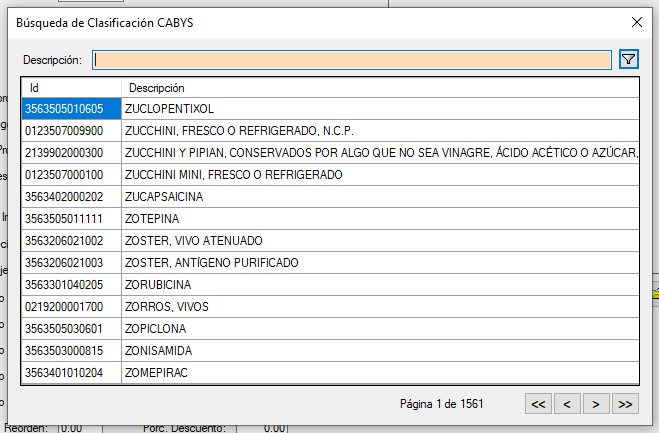 Búsqueda de Clasificación CABYS
Descripción:
Id Descripción
3563505010605 ZUCLOPENTIXOL
0123507009900 ZUCCHINI, FRESCO O REFRIGERADO, N.C.P.
2139902000300 ZUCCHINI Y PIPIAN, CONSERVADOS POR ALGO QUE NO SEA VINAGRE, ÁCIDO ACÉTICO O AZÚCAR,
0123507000100 ZUCCHINI MINI, FRESCO O REFRIGERADO
3563402000202 ZUCAPSAICINA
3563505011111 ZOTEPINA
3563206021002 ZOSTER, VIVO ATENUADO
3563206021003 ZOSTER, ANTÍGENO PURIFICADO
3563301040205 ZORUBICINA
0219200001700 ZORROS, VIVOS
3563505030601 ZOPICLONA
3563503000815 ZONISAMIDA
3563401010204 ZOMEPIRAC
Página 1 de 1561 << < > >>
Reorden: 0.00 Porc. Descuento: 0.00